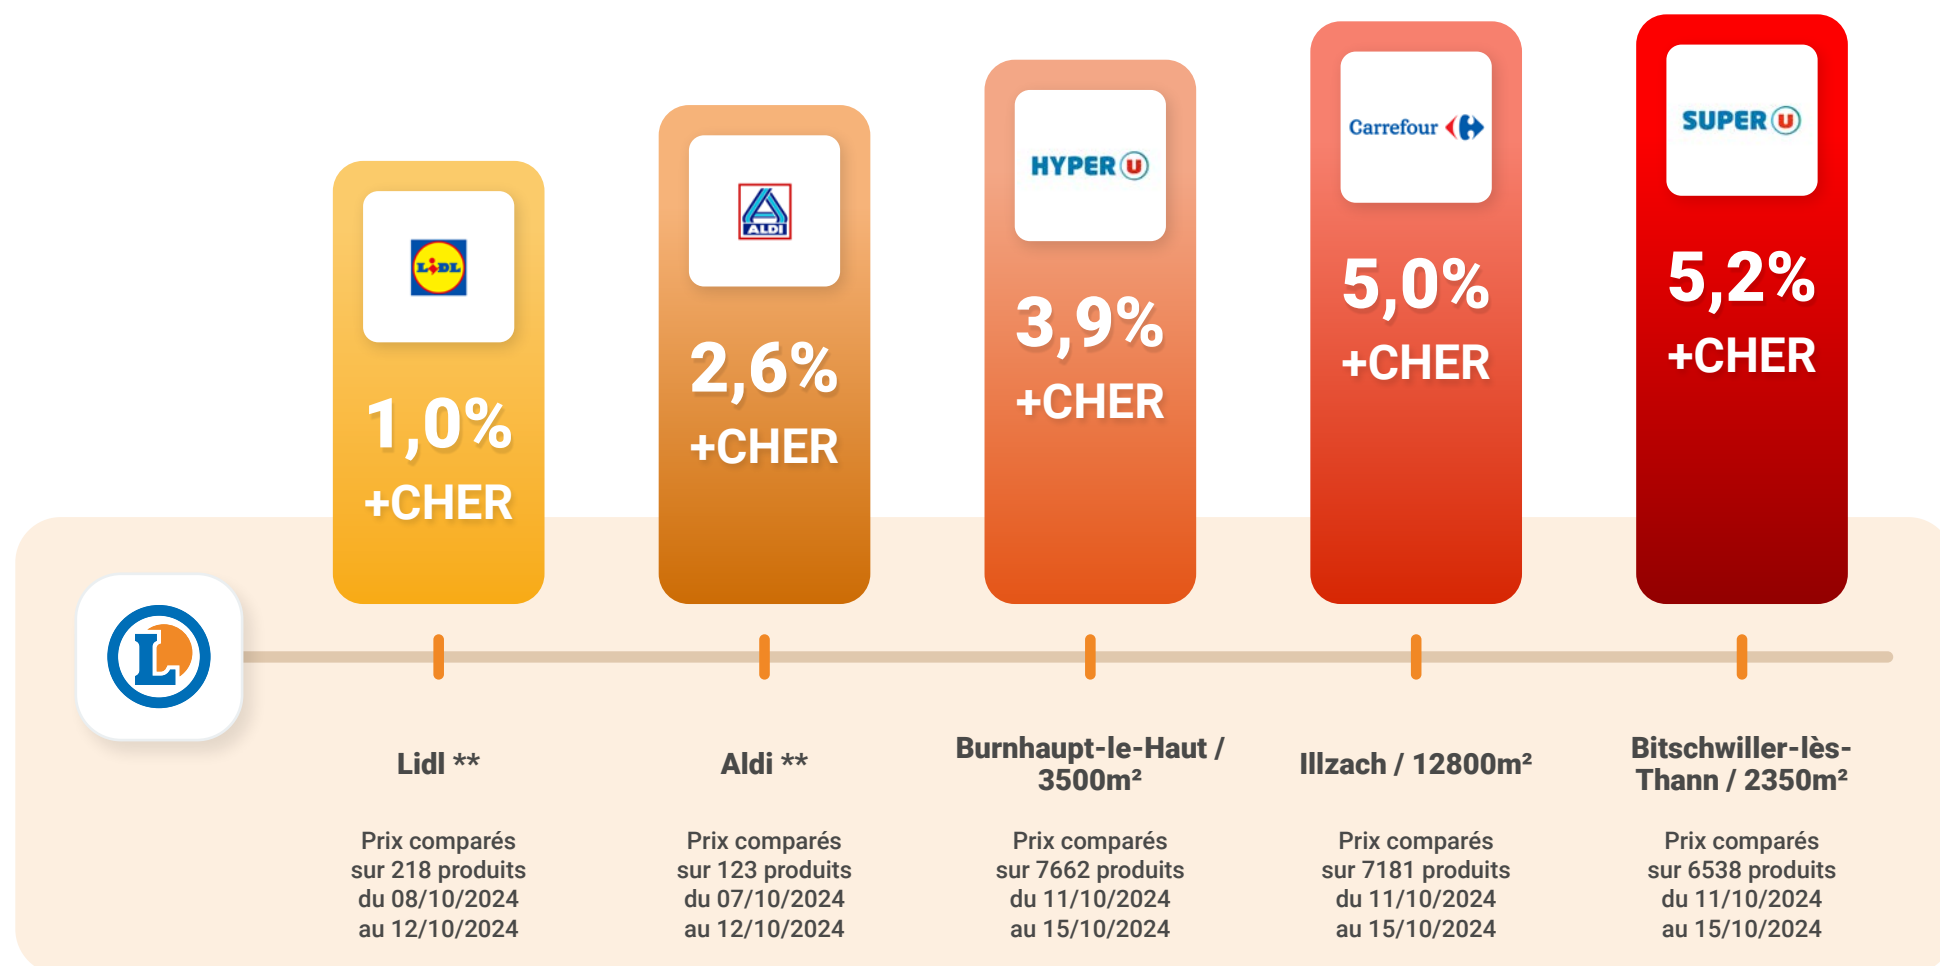 LIDL
1,0%
+CHER
ALDI
2,6%
+CHER
HYPER U
3,9%
+CHER
Carrefour
5,0%
+CHER
SUPER U
5,2%
+CHER
L
Lidl **
Prix comparés
sur 218 produits
du 08/10/2024
au 12/10/2024
Aldi **
Prix comparés
sur 123 produits
du 07/10/2024
au 12/10/2024
Burnhaupt-le-Haut /
3500m²
Prix comparés
sur 7662 produits
du 11/10/2024
au 15/10/2024
Illzach / 12800m²
Prix comparés
sur 7181 produits
du 11/10/2024
au 15/10/2024
Bitschwiller-lès-
Thann / 2350m²
Prix comparés
sur 6538 produits
du 11/10/2024
au 15/10/2024